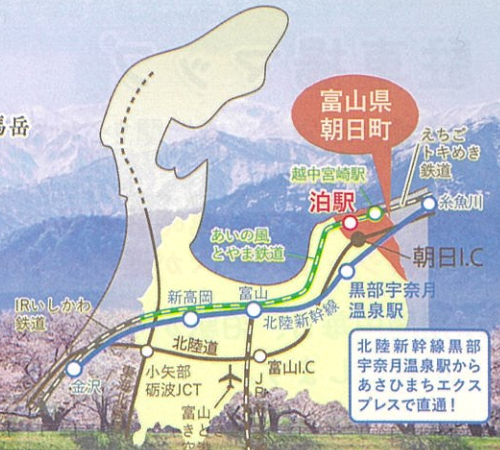 馬岳
富山県
朝日町
えちご
トキめき
鉄道
越中宮崎駅
泊駅
糸魚川
あいの風
とやま鉄道
朝日I.C
黒部宇奈月
温泉駅
新高岡
富山
北陸新幹線
IRいしかわ
鉄道
北陸道
金沢
小矢部
砺波JCT
富山I.C
富山
きとき
北陸新幹線黒部
宇奈月温泉駅から
あさひまちエクス
プレスで直通!